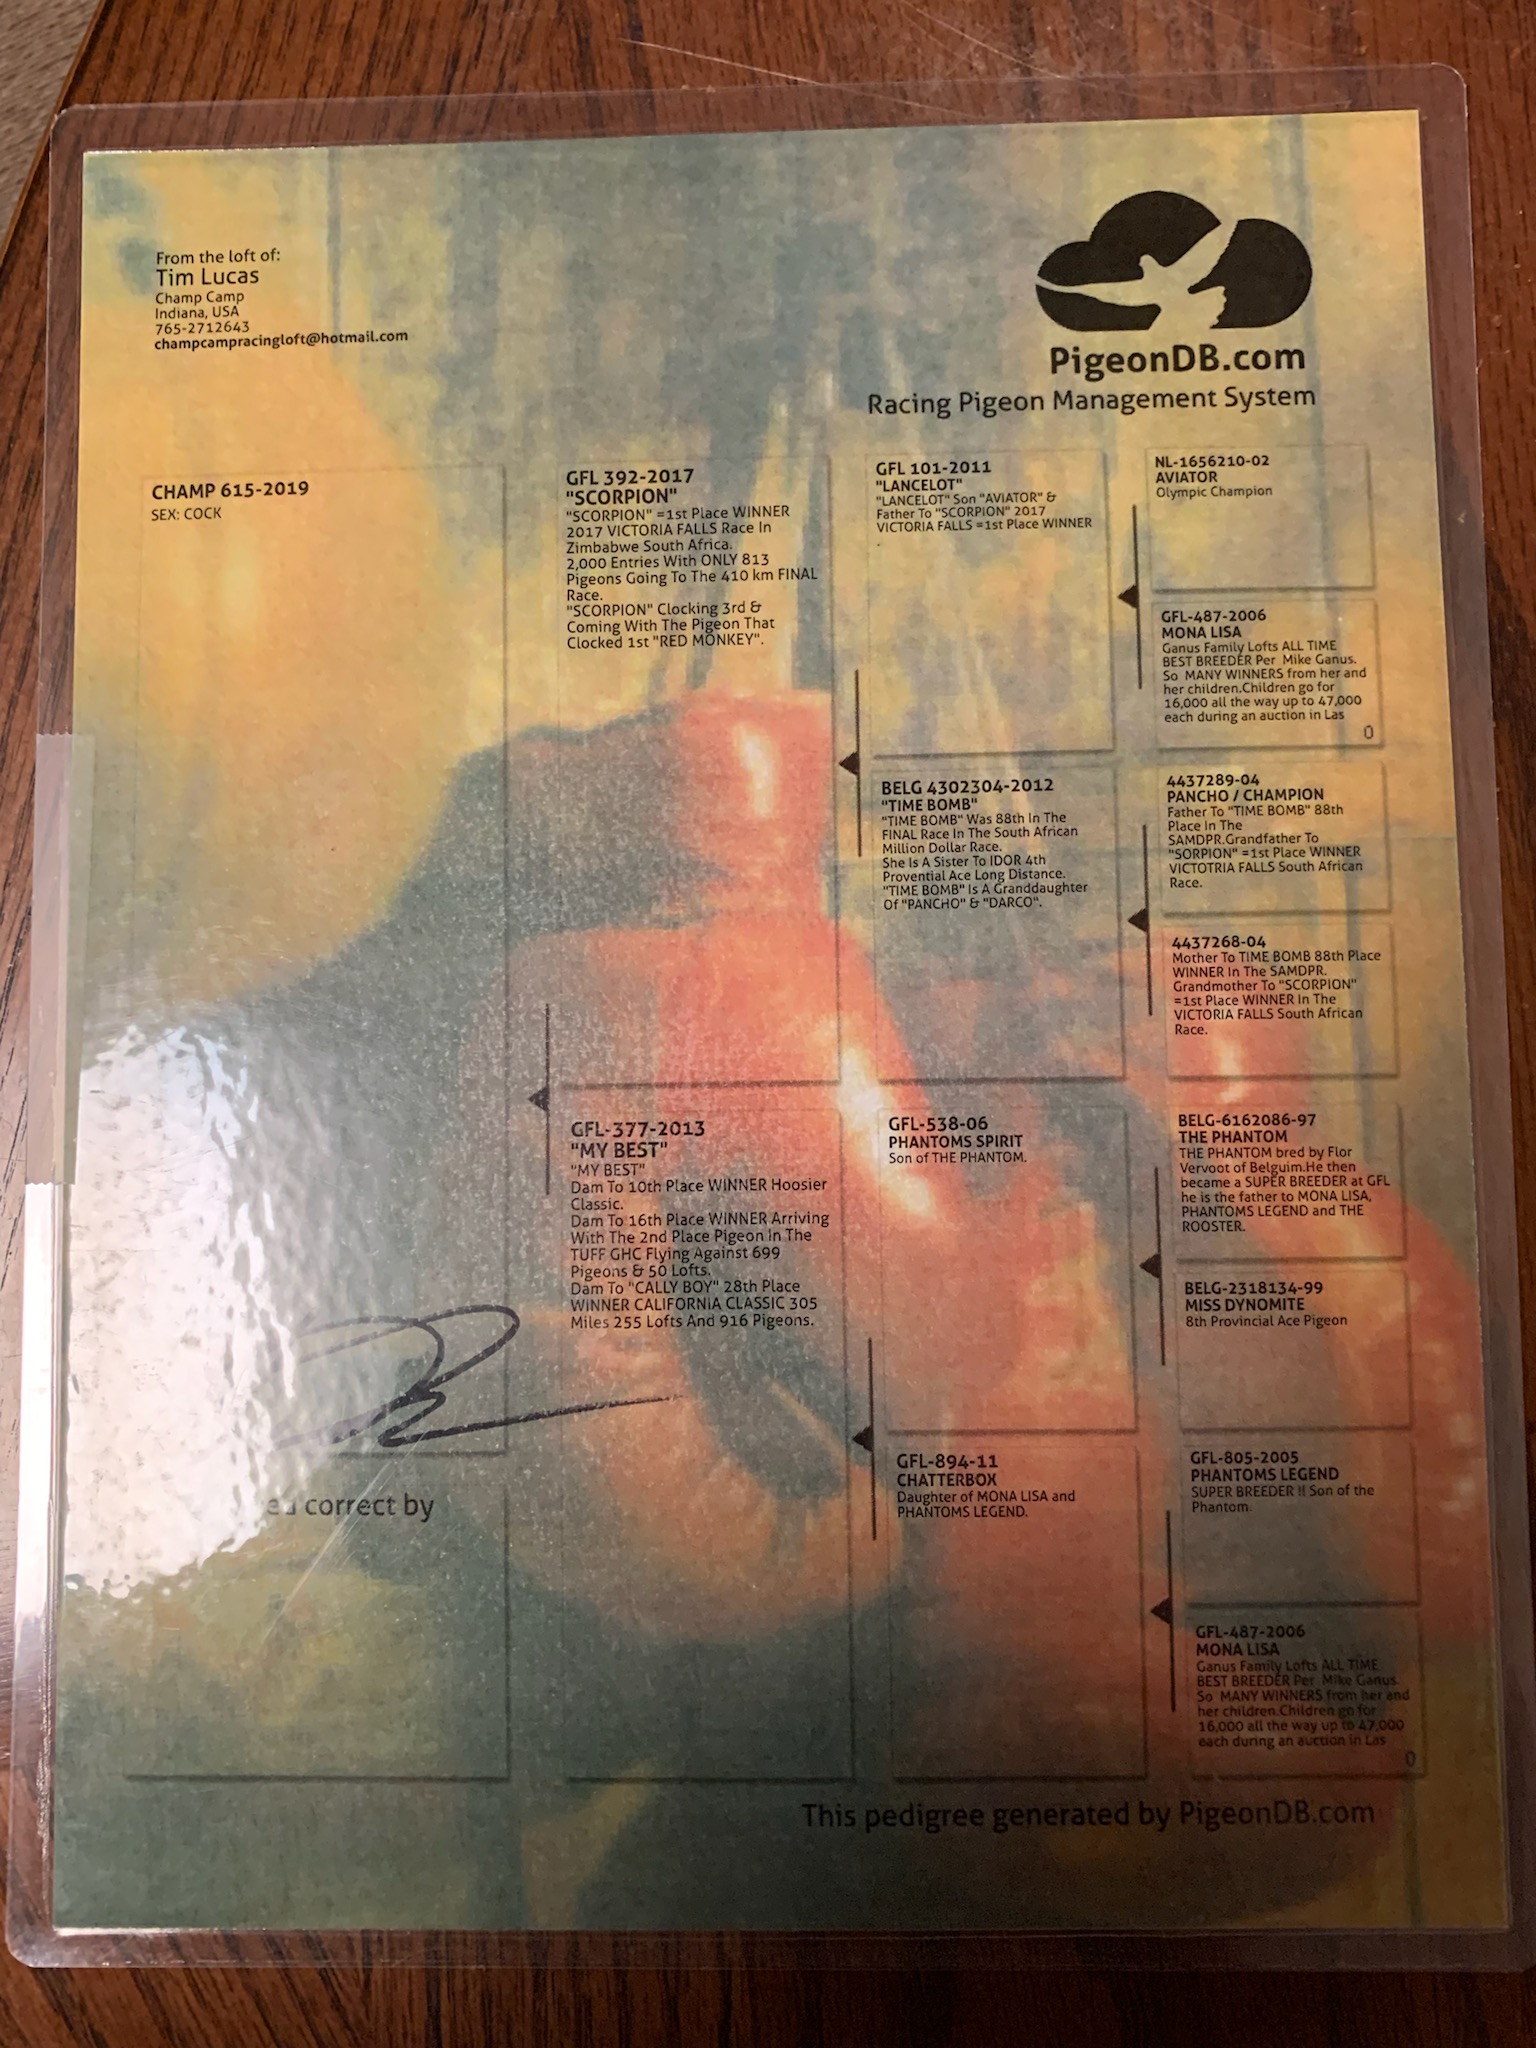 From the loft of:
Tim Lucas
Champ Camp
Indiana, USA
765-2712643
champcampracingloft@hotmail.com
PigeonDB.com
Racing Pigeon Management System
CHAMP 615-2019
SEX: COCK
GFL 392-2017
"SCORPION"
"SCORPION" =1st Place WINNER
2017 VICTORIA FALLS Race In
Zimbabwe South Africa.
2,000 Entries With ONLY 813
Pigeons Going To The 410 km FINAL
Race.
"SCORPION" Clocking 3rd &
Coming With The Pigeon That
Clocked 1st "RED MONKEY".
GFL-377-2013
"MY BEST"
"MY BEST"
Dam To 10th Place WINNER Hoosier
Classic.
Dam To 16th Place WINNER Arriving
With The 2nd Place Pigeon In The
TUFF GHC Flying Against 699
Pigeons & 50 Lofts.
Dam To "CALLY BOY" 28th Place
WINNER CALIFORNIA CLASSIC 305
Miles 255 Lofts And 916 Pigeons.
GFL 101-2011
"LANCELOT"
"LANCELOT" Son "AVIATOR" &
Father To "SCORPION" 2017
VICTORIA FALLS =1st Place WINNER
.
BELG 4302304-2012
"TIME BOMB"
"TIME BOMB" Was 88th In The
FINAL Race In The South African
Million Dollar Race.
She Is A Sister To IDOR 4th
Provential Ace Long Distance.
"TIME BOMB" Is A Granddaughter
Of "PANCHO" & "DARCO".
GFL-538-06
PHANTOMS SPIRIT
Son of THE PHANTOM.
GFL-894-11
CHATTERBOX
Daughter of MONA LISA and
PHANTOMS LEGEND.
NL-1656210-02
AVIATOR
Olympic Champion
GFL-487-2006
MONA LISA
Ganus Family Lofts ALL TIME
BEST BREEDER Per Mike Ganus.
So MANY WINNERS from her and
her children.Children go for
16,000 all the way up to 47,000
each during an auction in Las
0
4437289-04
PANCHO / CHAMPION
Father To "TIME BOMB" 88th
Place In The
SAMDPR.Grandfather To
"SORPION" =1st Place WINNER
VICTOTRIA FALLS South African
Race.
4437268-04
Mother To TIME BOMB 88th Place
WINNER In The SAMDPR.
Grandmother To "SCORPION"
=1st Place WINNER In The
VICTORIA FALLS South African
Race.
BELG-6162086-97
THE PHANTOM
THE PHANTOM bred by Flor
Vervoot of Belguim.He then
became a SUPER BREEDER at GFL
he is the father to MONA LISA,
PHANTOMS LEGEND and THE
ROOSTER.
BELG-2318134-99
MISS DYNOMITE
8th Provincial Ace Pigeon
GFL-805-2005
PHANTOMS LEGEND
SUPER BREEDER !! Son of the
Phantom
GFL-487-2006
MONA LISA
Ganus Family Lofts ALL TIME
BEST BREEDER Per Mike Ganus.
So MANY WINNERS from her and
her children.Children go for
16,000 all the way up to 47,000
each during an auction in Las
0
correct by
This pedigree generated by PigeonDB.com